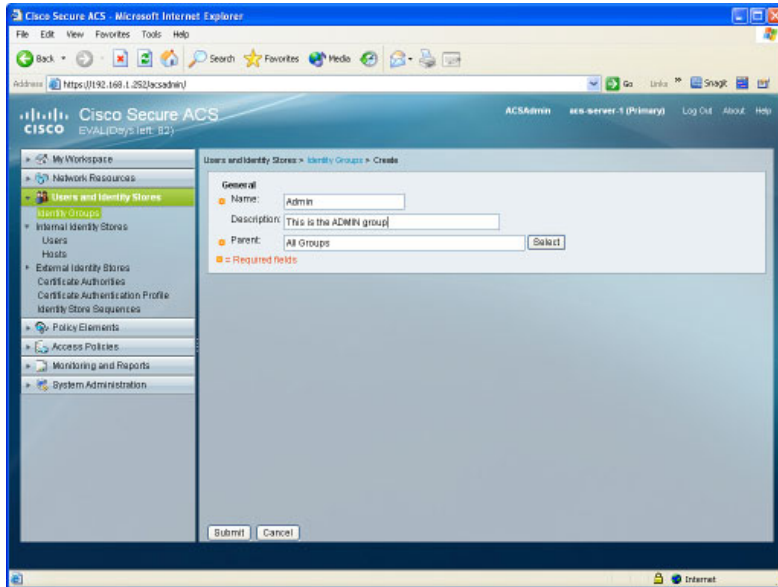 Cisco Secure ACS - Microsoft Internet Explorer
File Edit View Favorites Tools Help
Back Search Favorites Media
Address https://192.168.1.252/acsadmin/ Go Links » SnagIt
CISCO Cisco Secure ACS
EVAL(Days left: 82)
ACSAdmin acs-server-1 (Primary) Log Out About Help
My Workspace
Network Resources
Users and Identity Stores
Identity Groups
Internal Identity Stores
Users
Hosts
External Identity Stores
Certificate Authorities
Certificate Authentication Profile
Identity Store Sequences
Policy Elements
Access Policies
Monitoring and Reports
System Administration
Users and Identity Stores > Identity Groups > Create
General
Name: Admin
Description: This is the ADMIN group
Parent: All Groups Select
= Required fields
Submit Cancel
Internet